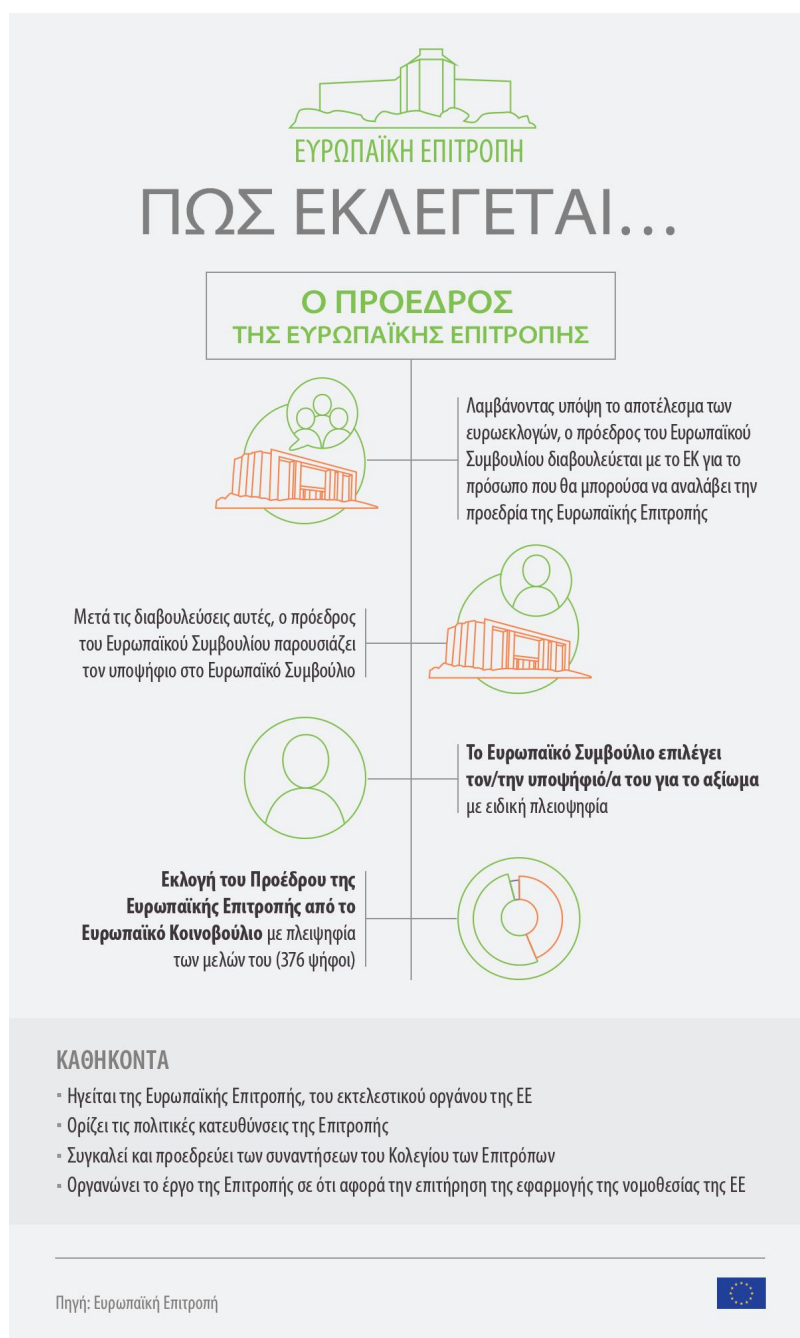 ΕΥΡΩΠΑΪΚΗ ΕΠΙΤΡΟΠΗ
ΠΩΣ ΕΚΛΕΓΕΤΑΙ...
Ο ΠΡΟΕΔΡΟΣ
ΤΗΣ ΕΥΡΩΠΑΪΚΗΣ ΕΠΙΤΡΟΠΗΣ
Λαμβάνοντας υπόψη το αποτέλεσμα των
ευρωεκλογών, ο πρόεδρος του Ευρωπαϊκού
Συμβουλίου διαβουλεύεται με το ΕΚ για το
πρόσωπο που θα μπορούσα να αναλάβει την
προεδρία της Ευρωπαϊκής Επιτροπής
Μετά τις διαβουλεύσεις αυτές, ο πρόεδρος
του Ευρωπαϊκού Συμβουλίου παρουσιάζει
τον υποψήφιο στο Ευρωπαϊκό Συμβούλιο
Το Ευρωπαϊκό Συμβούλιο επιλέγει
τον/την υποψήφιό/α του για το αξίωμα
με ειδική πλειοψηφία
Εκλογή του Προέδρου της
Ευρωπαϊκής Επιτροπής από το
Ευρωπαϊκό Κοινοβούλιο με πλειψηφία
των μελών του (376 ψήφοι)
ΚΑΘΗΚΟΝΤΑ
▪ Ηγείται της Ευρωπαϊκής Επιτροπής, του εκτελεστικού οργάνου της ΕΕ
▪ Ορίζει τις πολιτικές κατευθύνσεις της Επιτροπής
▪ Συγκαλεί και προεδρεύει των συναντήσεων του Κολεγίου των Επιτρόπων
▪ Οργανώνει το έργο της Επιτροπής σε ότι αφορά την επιτήρηση της εφαρμογής της νομοθεσίας της ΕΕ
Πηγή: Ευρωπαϊκή Επιτροπή